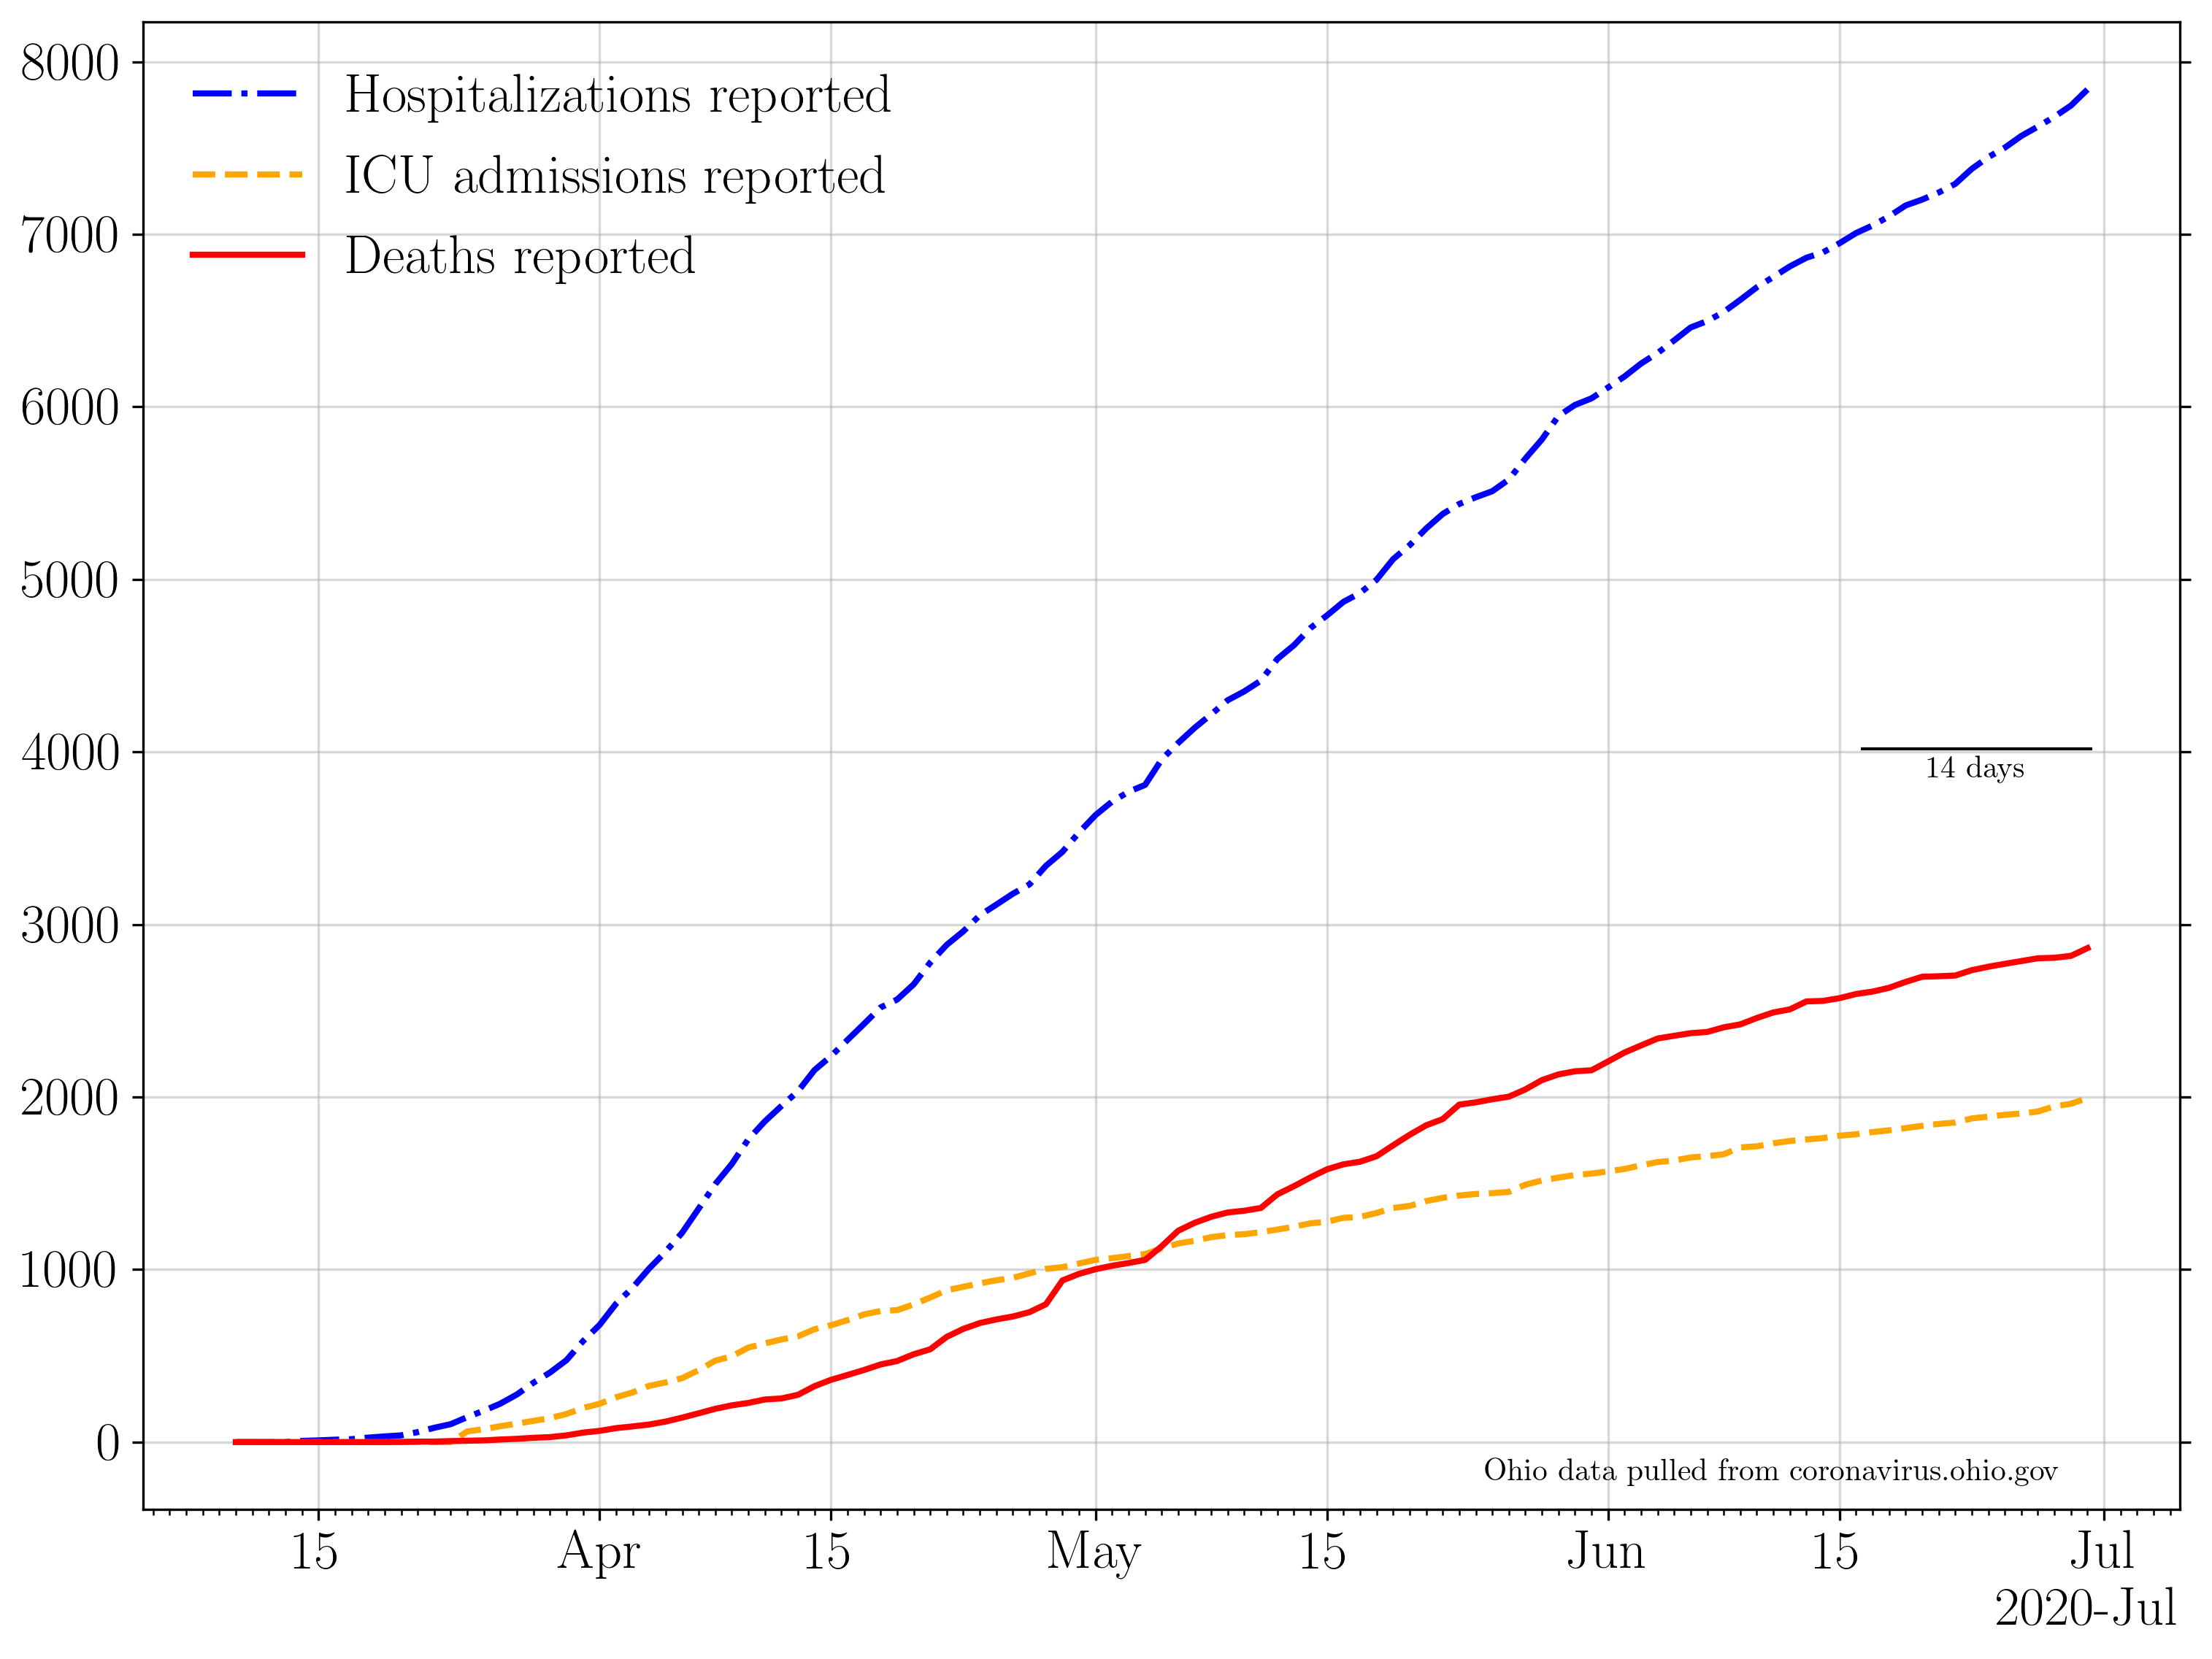 8000
Hospitalizations reported
ICU admissions reported
7000
Deaths reported
6000
5000
4000
14 days
3000
2000
1000
0
Ohio data pulled from coronavirus.ohio.gov
15 Apr 15 May 15 Jun 15 Jul
2020-Jul